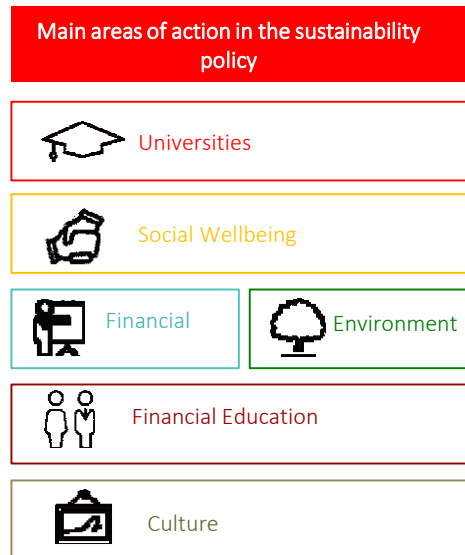 Main areas of action in the sustainability
policy
Universities
Social Wellbeing
Financial
Environment
Financial Education
Culture